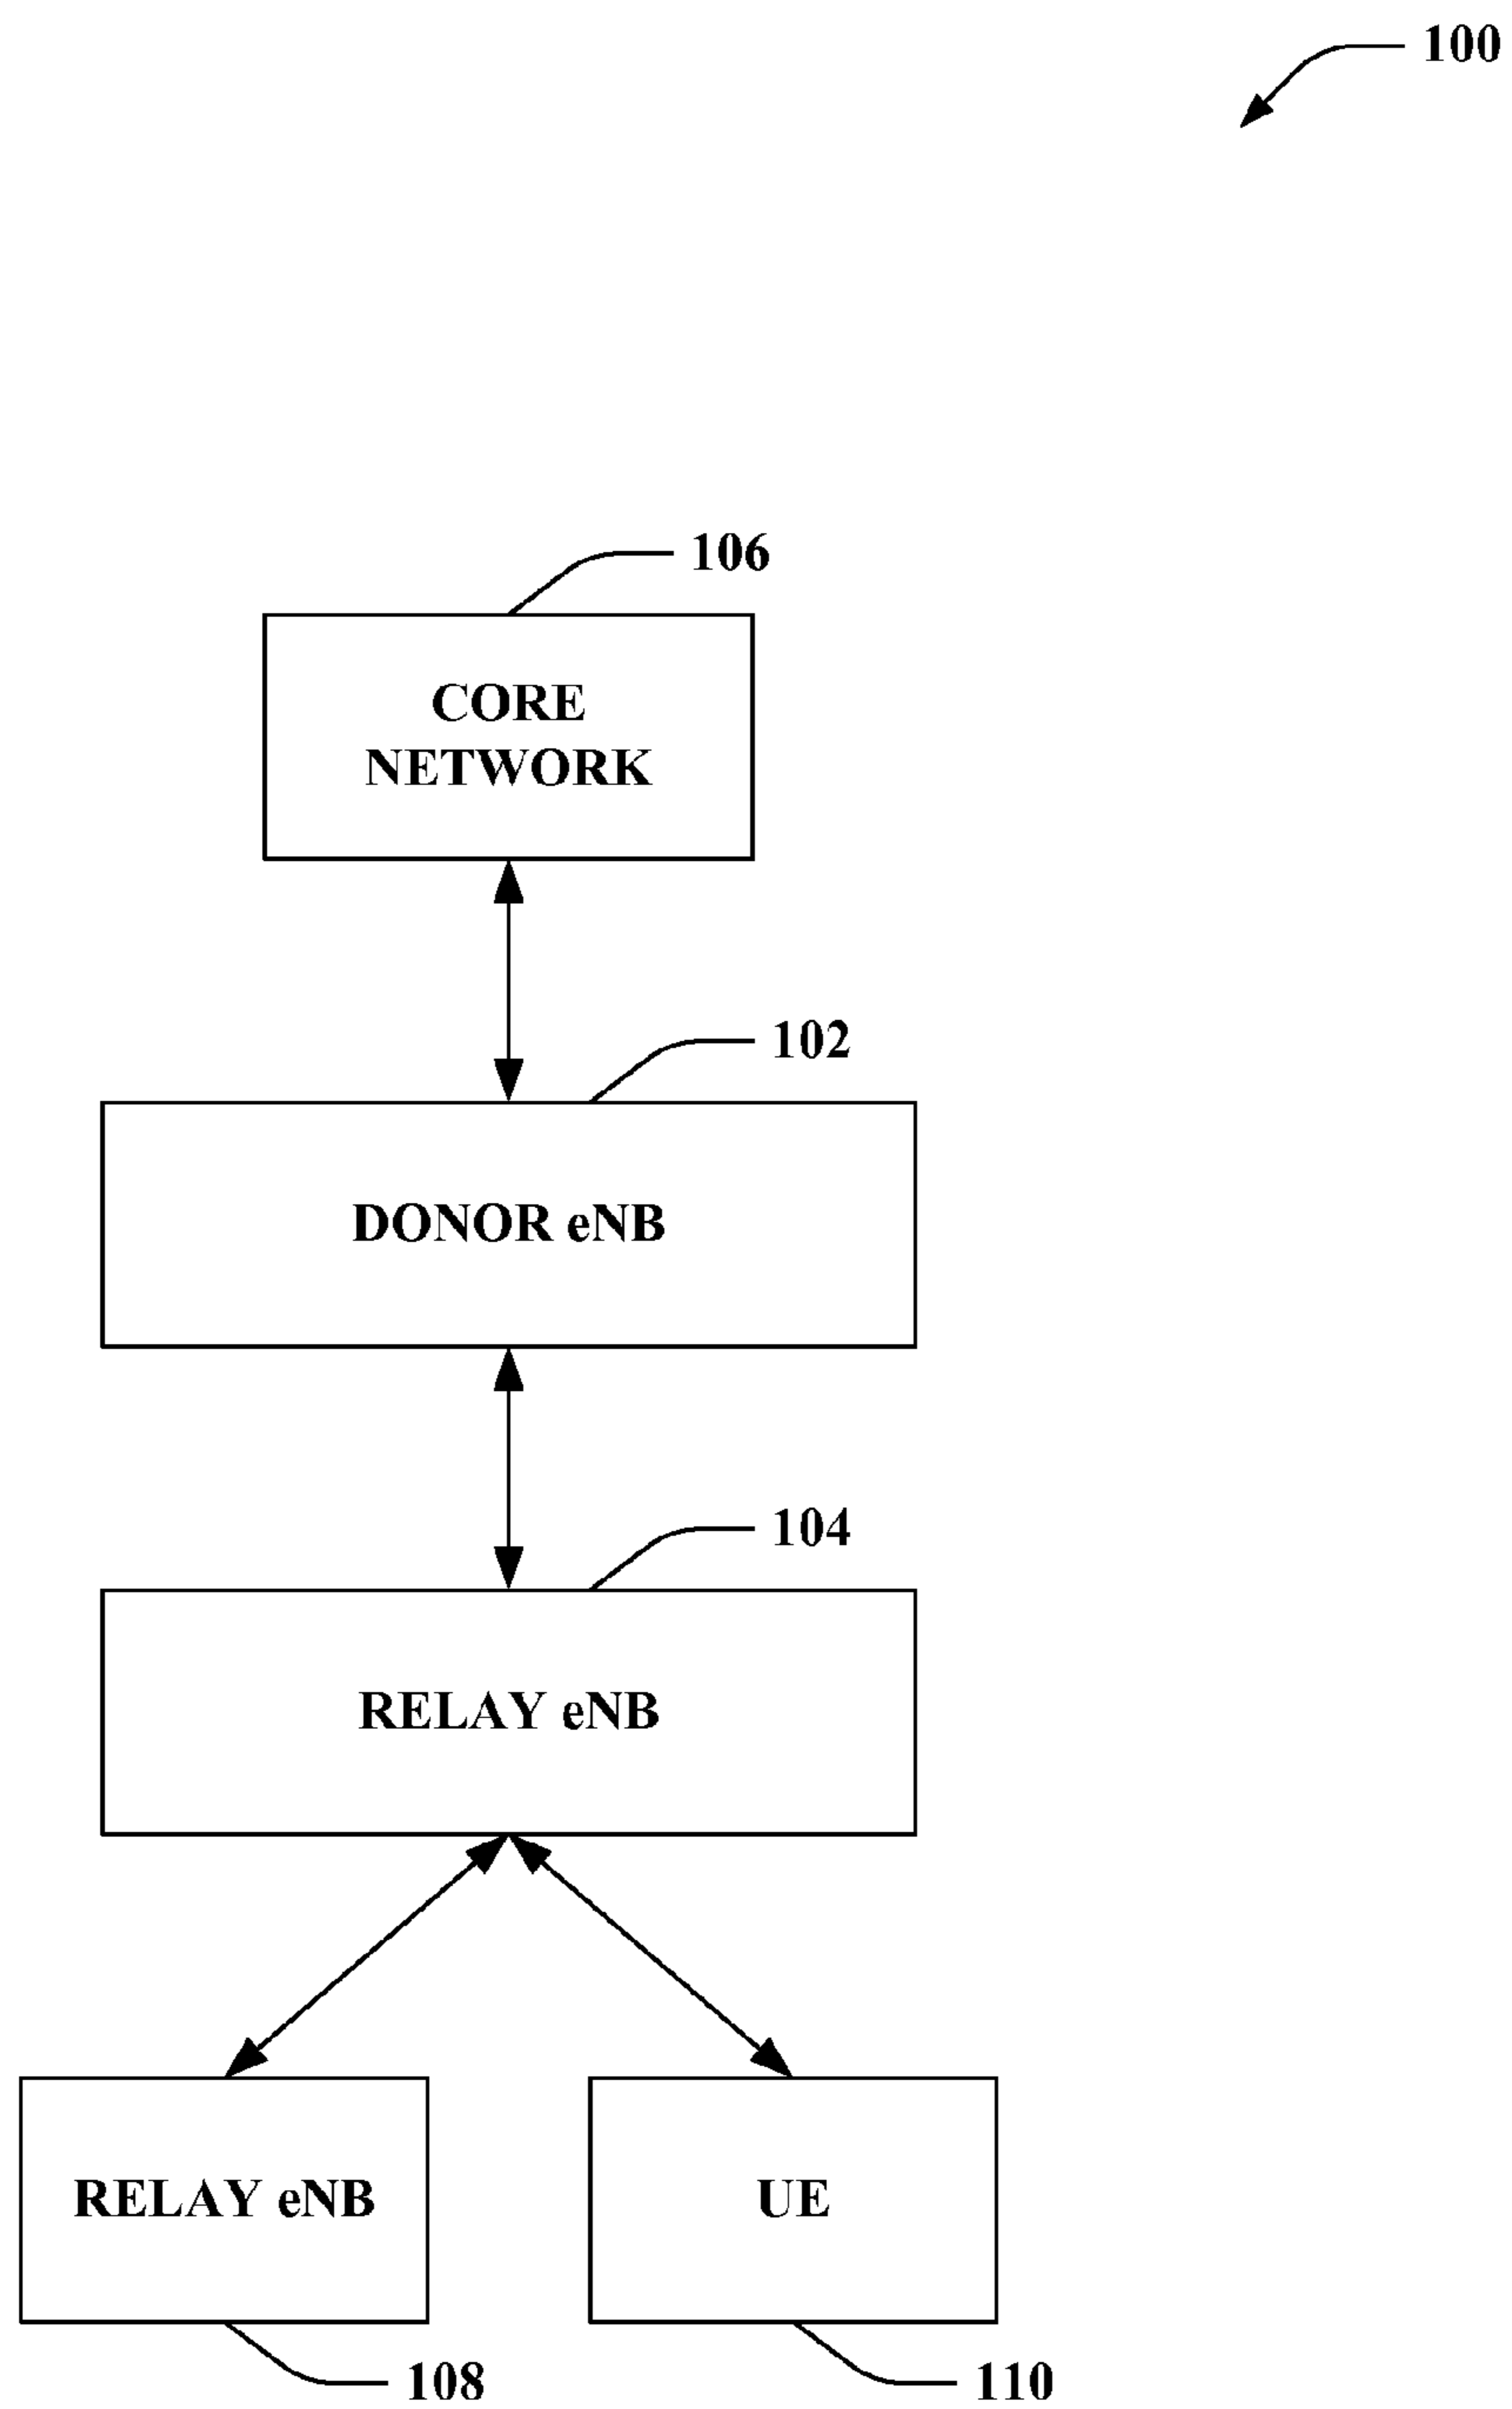 100
106
CORE
NETWORK
102
DONOR eNB
104
RELAY eNB
RELAY eNB
UE
108
110